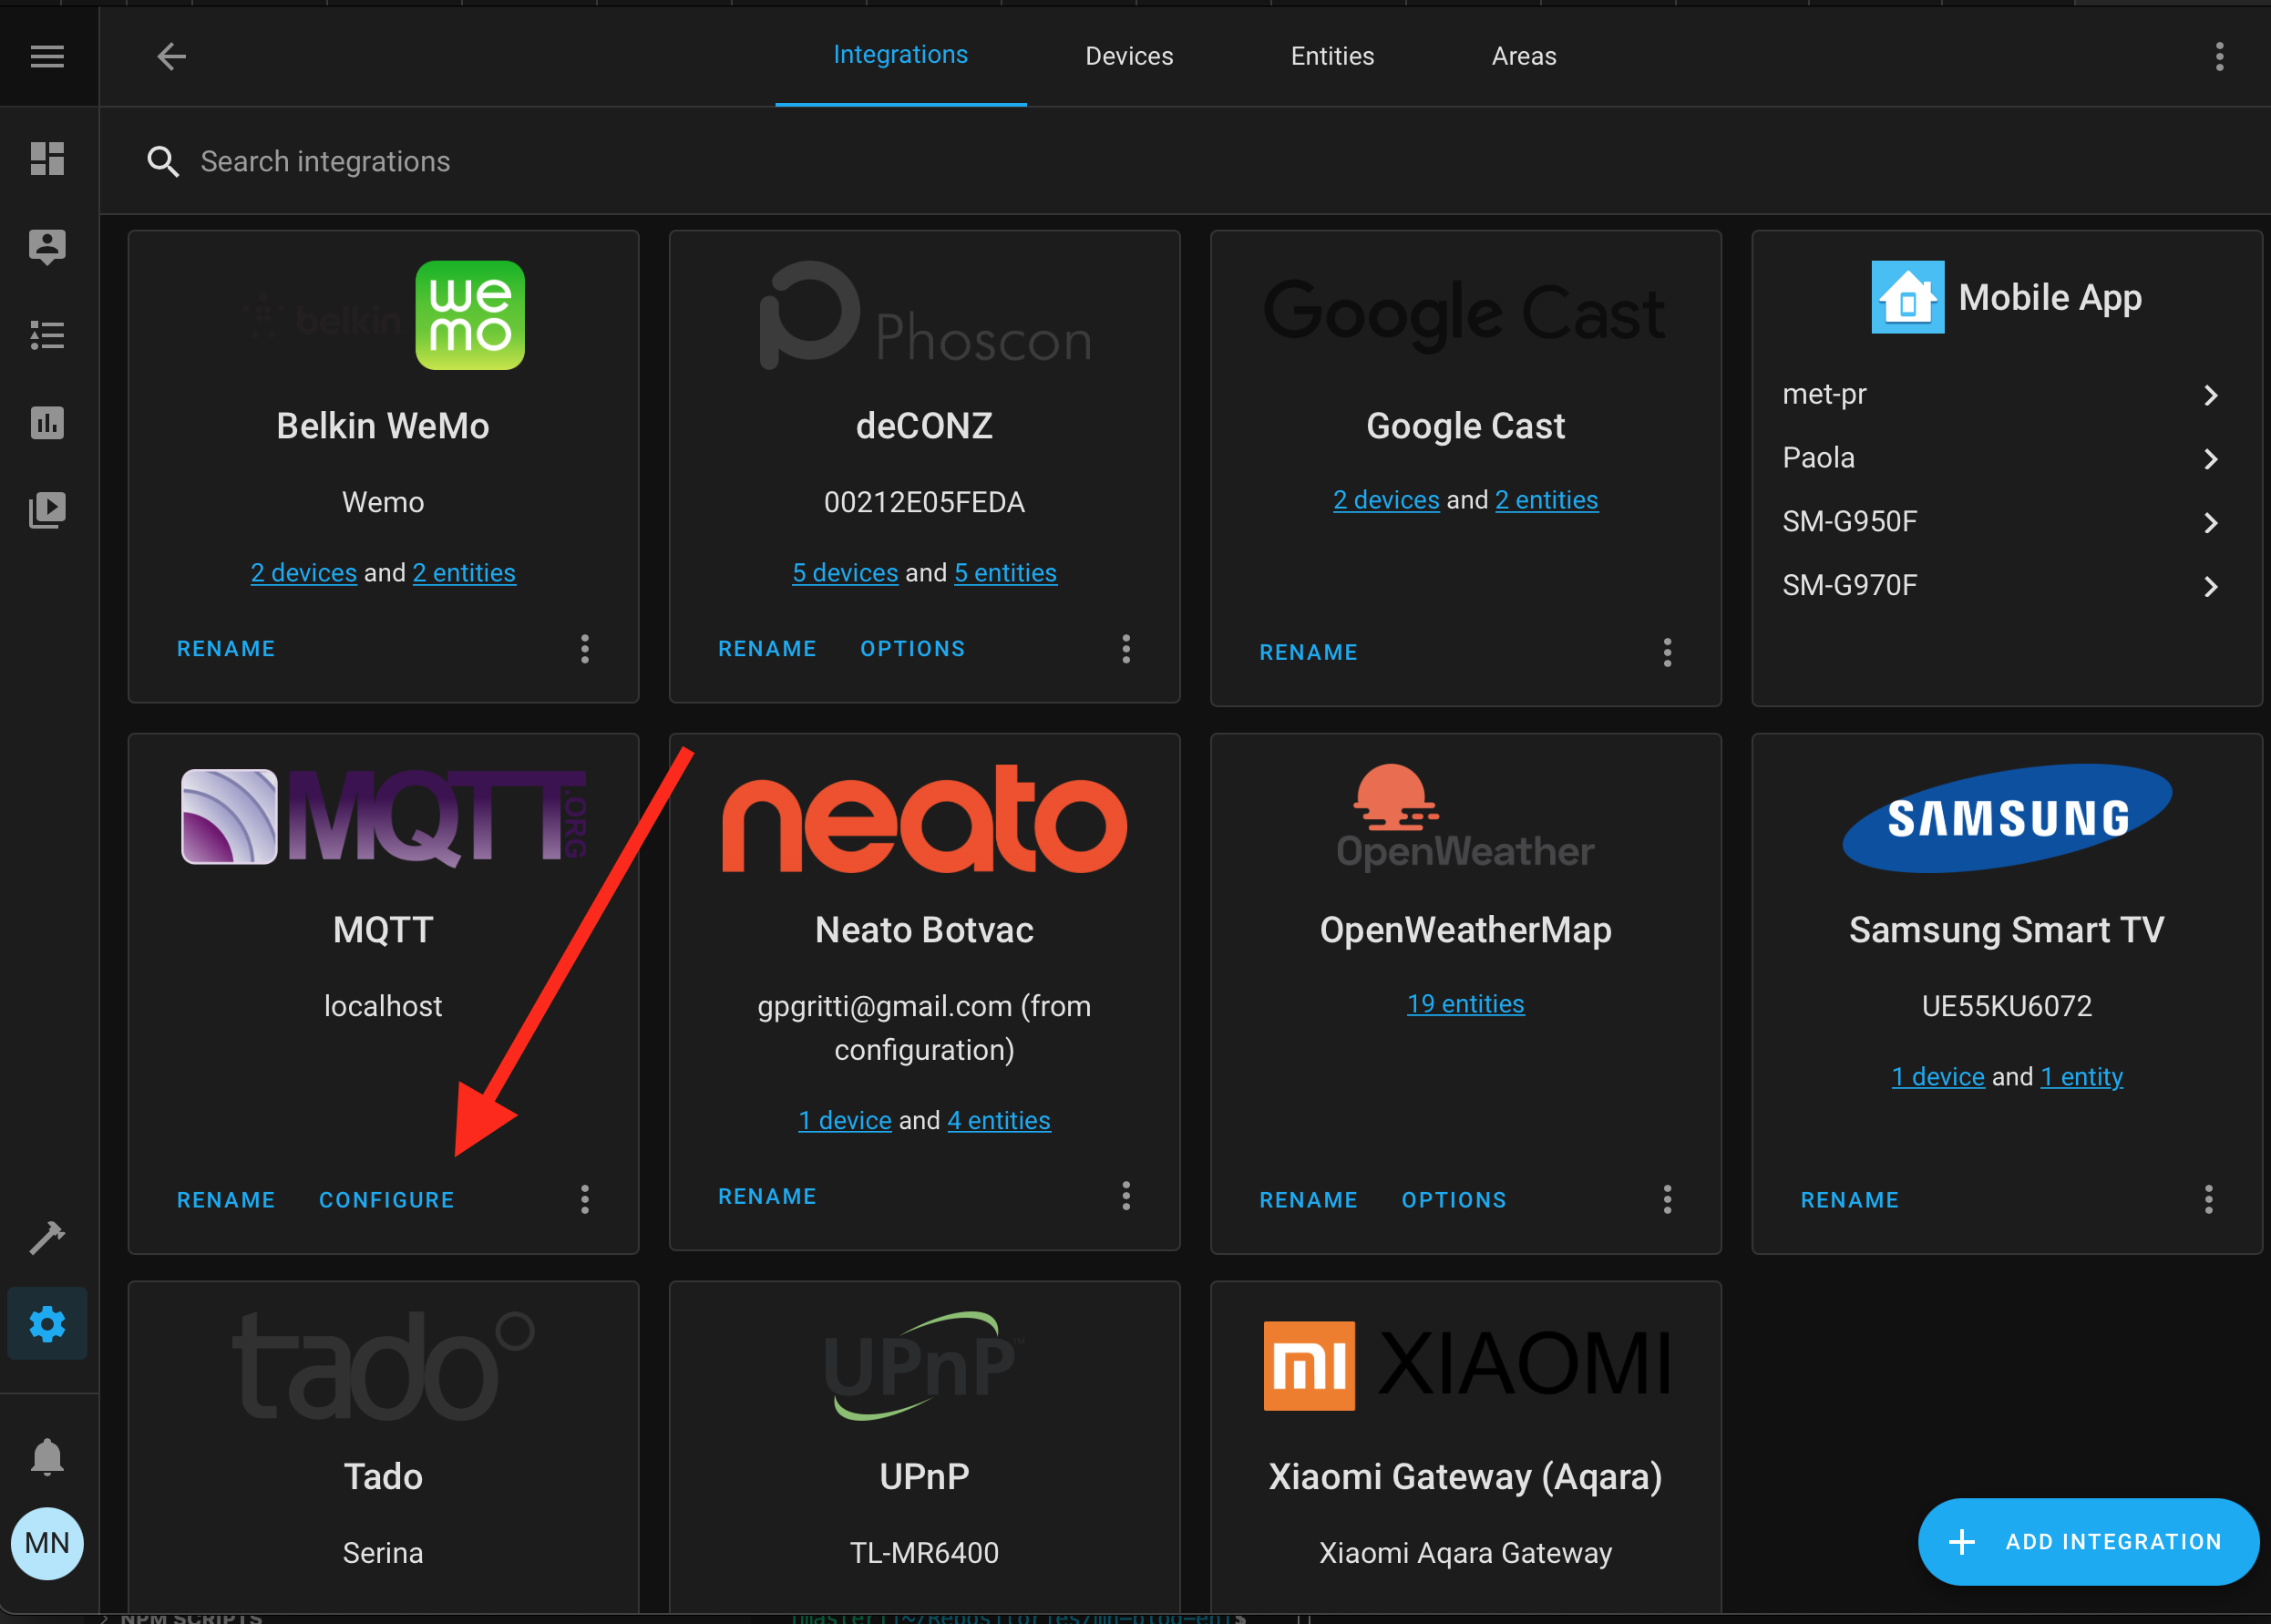 Integrations
Devices
Entities
Areas
Search integrations
belkin
we
mo
Belkin WeMo
Wemo
2 devices and 2 entities
RENAME
Phoscon
deCONZ
00212E05FEDA
5 devices and 5 entities
RENAME
OPTIONS
Google Cast
Google Cast
2 devices and 2 entities
RENAME
Mobile App
met-pr
Paola
SM-G950F
SM-G970F
MQTT.ORG
MQTT
localhost
RENAME
CONFIGURE
neato
Neato Botvac
gpgritti@gmail.com (from
configuration)
1 device and 4 entities
RENAME
OpenWeather
OpenWeatherMap
19 entities
RENAME
OPTIONS
SAMSUNG
Samsung Smart TV
UE55KU6072
1 device and 1 entity
RENAME
tado°
Tado
Serina
UPnP™
UPnP
TL-MR6400
MI XIAOMI
Xiaomi Gateway (Aqara)
Xiaomi Aqara Gateway
ADD INTEGRATION
MN
NPM SCRIPTS